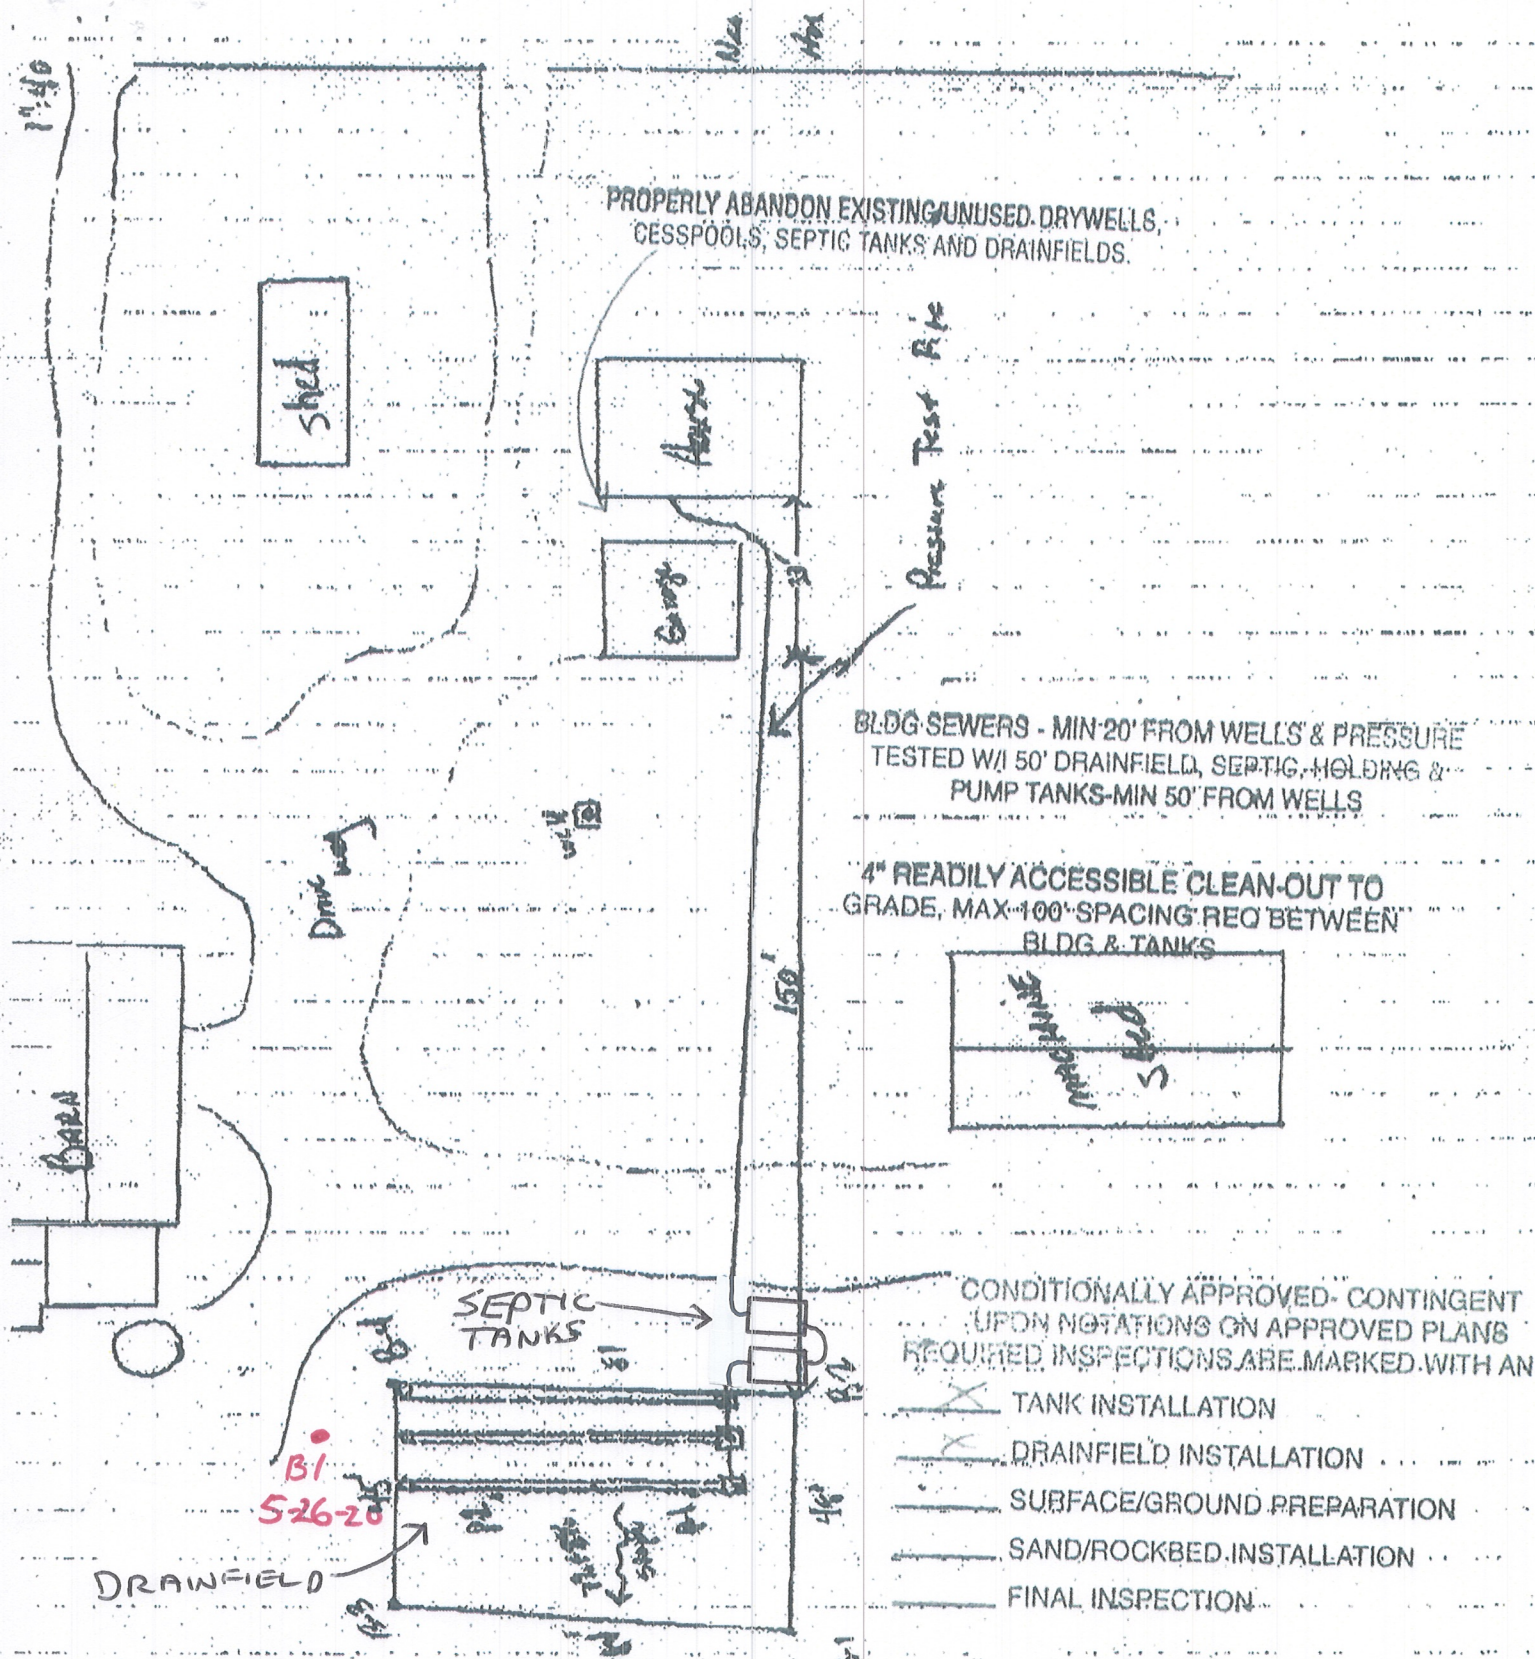 1":40
PROPERLY ABANDON EXISTING/UNUSED DRYWELLS,
CESSPOOLS, SEPTIC TANKS AND DRAINFIELDS.
Shed
House
Pressure Test Pipe
Garage
BLDG SEWERS - MIN 20' FROM WELLS & PRESSURE
TESTED W/I 50' DRAINFIELD, SEPTIC, HOLDING &
PUMP TANKS-MIN 50' FROM WELLS
Well
Drive way
4" READILY ACCESSIBLE CLEAN-OUT TO
GRADE, MAX 100' SPACING REQ BETWEEN
BLDG & TANKS
150'
MACHINE
Shed
BARN
SEPTIC
TANKS
CONDITIONALLY APPROVED- CONTINGENT
UPON NOTATIONS ON APPROVED PLANS
REQUIRED INSPECTIONS ARE MARKED WITH AN
X TANK INSTALLATION
X DRAINFIELD INSTALLATION
SURFACE/GROUND PREPARATION
SAND/ROCKBED INSTALLATION
FINAL INSPECTION
81
B1
5-26-20
48'
DRAINFIELD